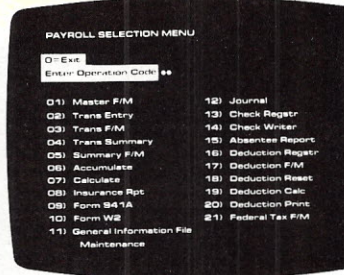 PAYROLL SELECTION MENU
0=Exit
Enter Operation Code
01) Master F/M
02) Trans Entry
03) Trans F/M
04) Trans Summary
05) Summary F/M
06) Accumulate
07) Calculate
08) Insurance Rpt
09) Form 941A
10) Form W2
11) General Information File
Maintenance
12) Journal
13) Check Regstr
14) Check Writer
15) Absentee Report
16) Deduction Regstr
17) Deduction F/M
18) Deduction Reset
19) Deduction Calc
20) Deduction Print
21) Federal Tax F/M